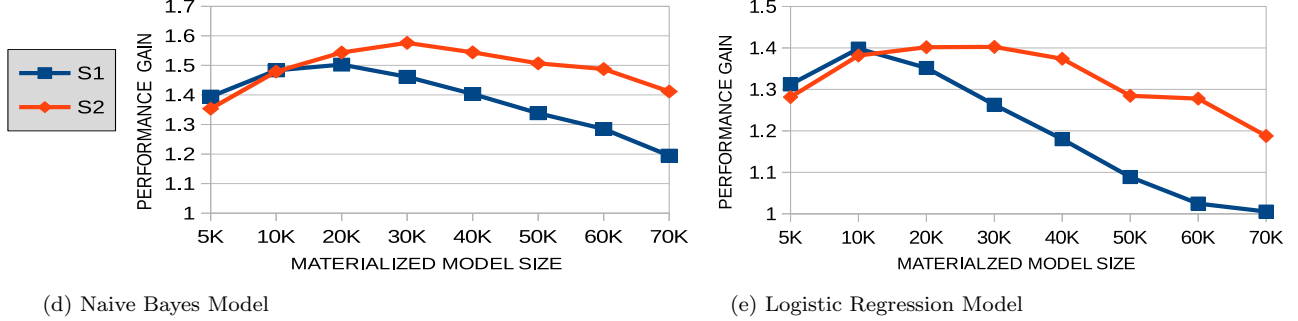 S1
S2
PERFORMANCE GAIN
1.7
1.6
1.5
1.4
1.3
1.2
1.1
1
5K 10K 20K 30K 40K 50K 60K 70K
MATERIALIZED MODEL SIZE
(d) Naive Bayes Model
PERFORMANCE GAIN
1.5
1.4
1.3
1.2
1.1
1
5K 10K 20K 30K 40K 50K 60K 70K
MATERIALZED MODEL SIZE
(e) Logistic Regression Model